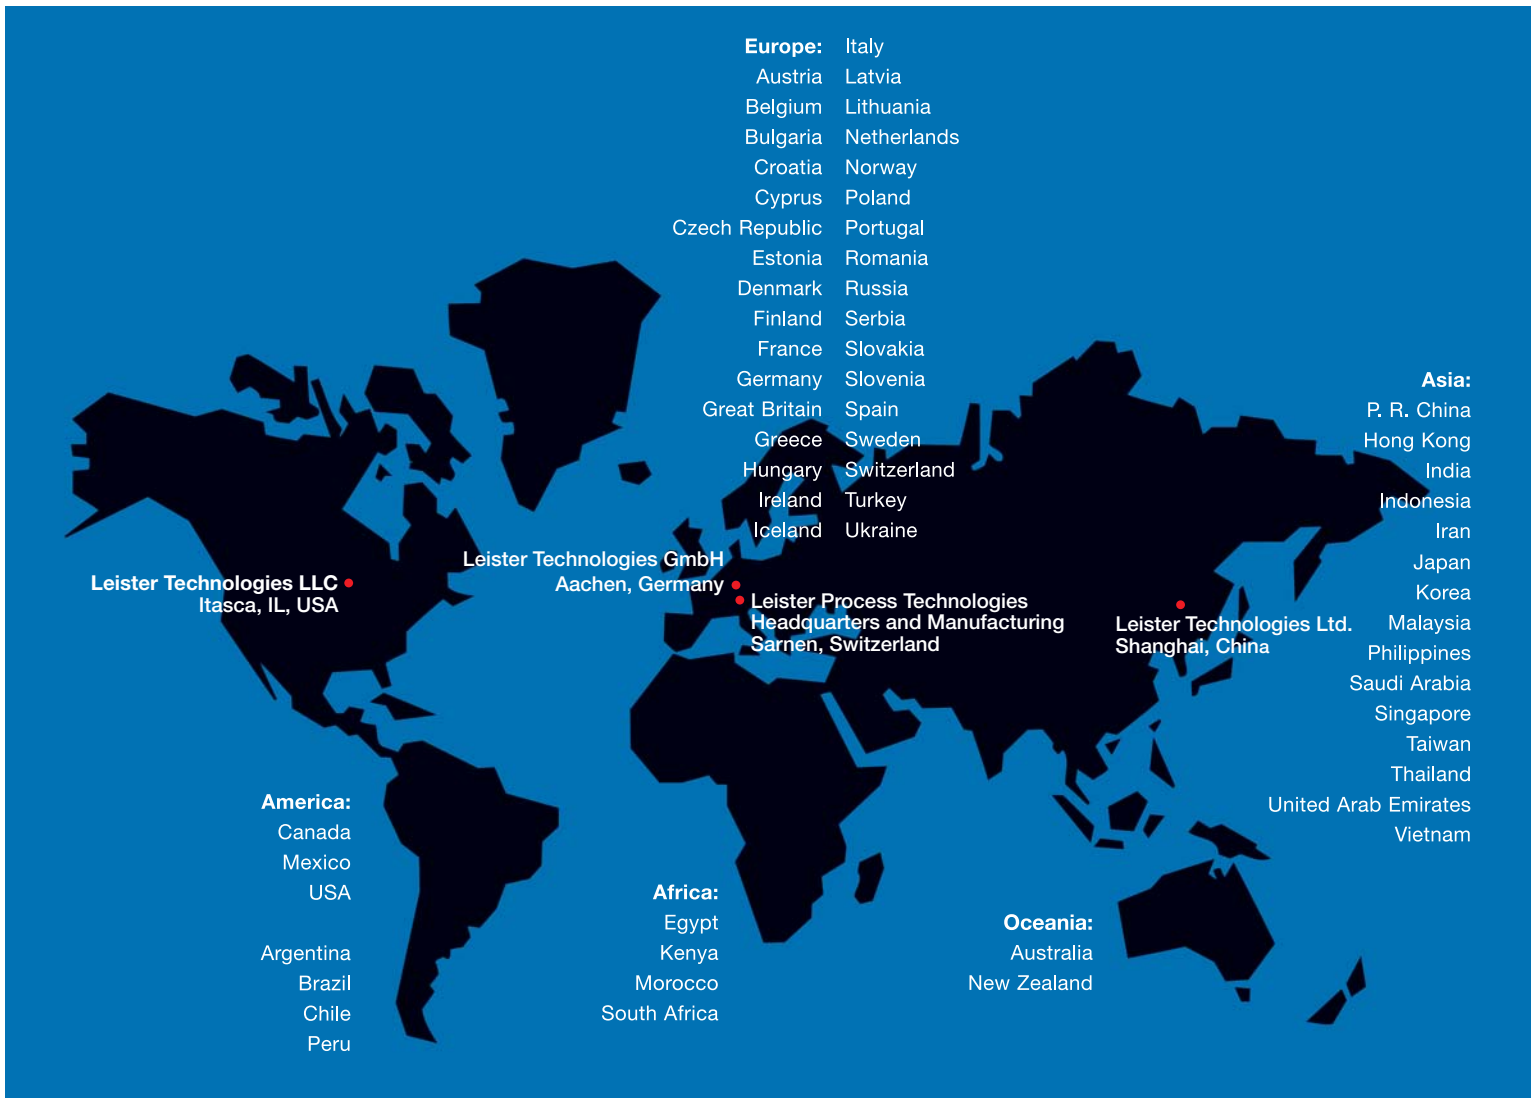 Europe:
Austria
Belgium
Bulgaria
Croatia
Cyprus
Czech Republic
Estonia
Denmark
Finland
France
Germany
Great Britain
Greece
Hungary
Ireland
Iceland
Italy
Latvia
Lithuania
Netherlands
Norway
Poland
Portugal
Romania
Russia
Serbia
Slovakia
Slovenia
Spain
Sweden
Switzerland
Turkey
Ukraine
Asia:
P. R. China
Hong Kong
India
Indonesia
Iran
Japan
Korea
Malaysia
Philippines
Saudi Arabia
Singapore
Taiwan
Thailand
United Arab Emirates
Vietnam
Leister Technologies LLC
Itasca, IL, USA
Leister Technologies GmbH
Aachen, Germany
Leister Process Technologies
Headquarters and Manufacturing
Sarnen, Switzerland
Leister Technologies Ltd.
Shanghai, China
America:
Canada
Mexico
USA
Argentina
Brazil
Chile
Peru
Africa:
Egypt
Kenya
Morocco
South Africa
Oceania:
Australia
New Zealand